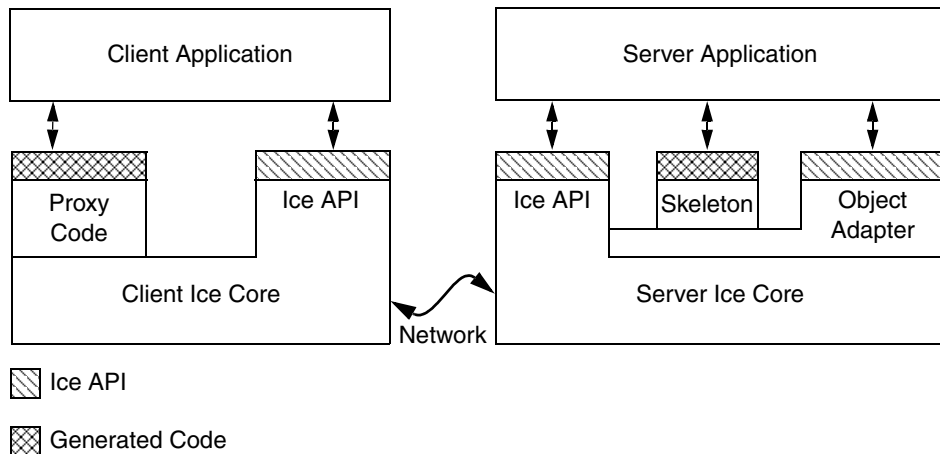 Client Application
Server Application
Proxy
Code
Ice API
Ice API
Skeleton
Object
Adapter
Client Ice Core
Server Ice Core
Network
Ice API
Generated Code